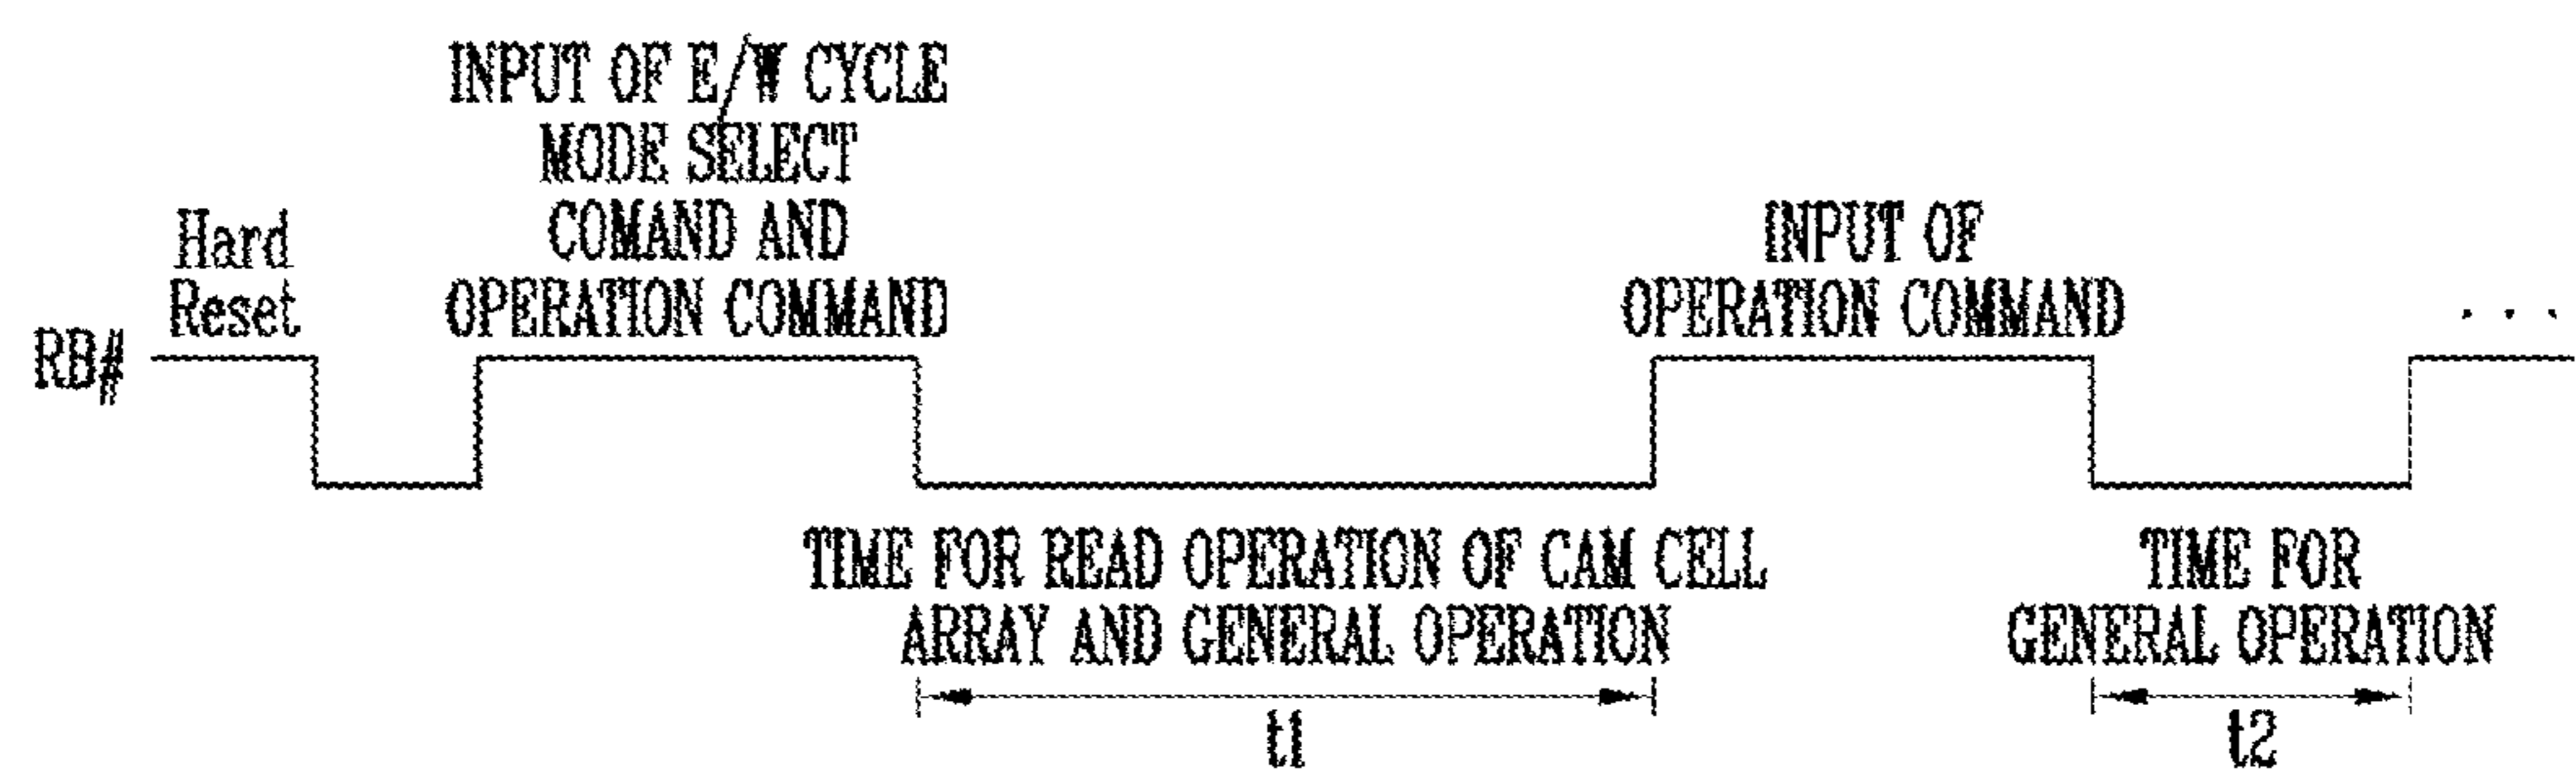 INPUT OF E/W CYCLE
MODE SELECT
COMAND AND
OPERATION COMMAND
Hard
Reset
INPUT OF
OPERATION COMMAND
. . .
RB#
TIME FOR READ OPERATION OF CAM CELL
ARRAY AND GENERAL OPERATION
t1
TIME FOR
GENERAL OPERATION
t2